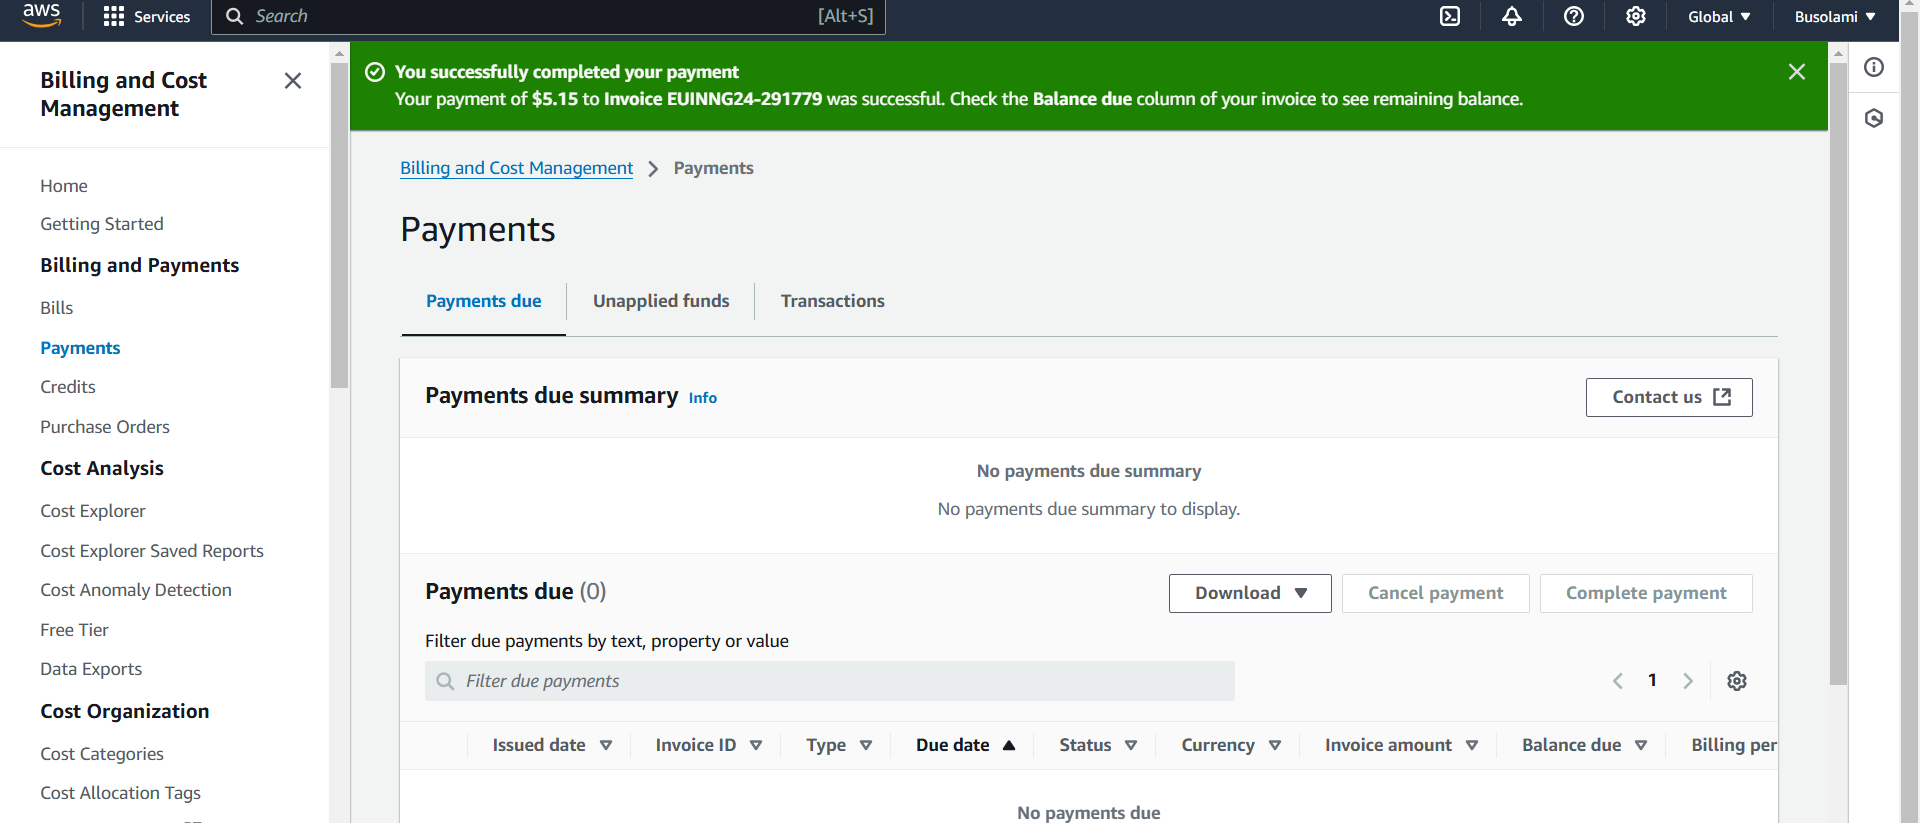 aws
Services
Search
[Alt+S]
Global
Busolami
Billing and Cost
Management
Home
Getting Started
Billing and Payments
Bills
Payments
Credits
Purchase Orders
Cost Analysis
Cost Explorer
Cost Explorer Saved Reports
Cost Anomaly Detection
Free Tier
Data Exports
Cost Organization
Cost Categories
Cost Allocation Tags
You successfully completed your payment
Your payment of $5.15 to Invoice EUINNG24-291779 was successful. Check the Balance due column of your invoice to see remaining balance.
Billing and Cost Management > Payments
Payments
Payments due
Unapplied funds
Transactions
Payments due summary Info
Contact us
No payments due summary
No payments due summary to display.
Payments due (0)
Download
Cancel payment
Complete payment
Filter due payments by text, property or value
Filter due payments
1
Issued date
Invoice ID
Type
Due date
Status
Currency
Invoice amount
Balance due
Billing per
No payments due